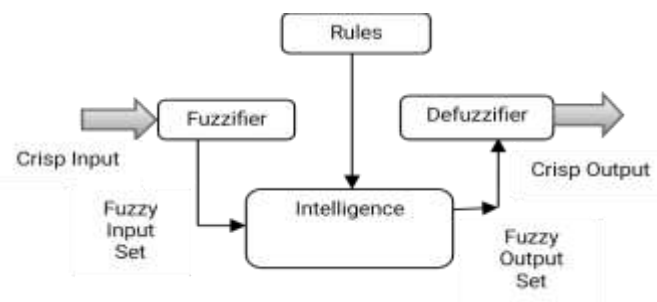 Rules
Fuzzifier
Defuzzifier
Crisp Input
Crisp Output
Intelligence
Fuzzy
Input
Set
Fuzzy
Output
Set